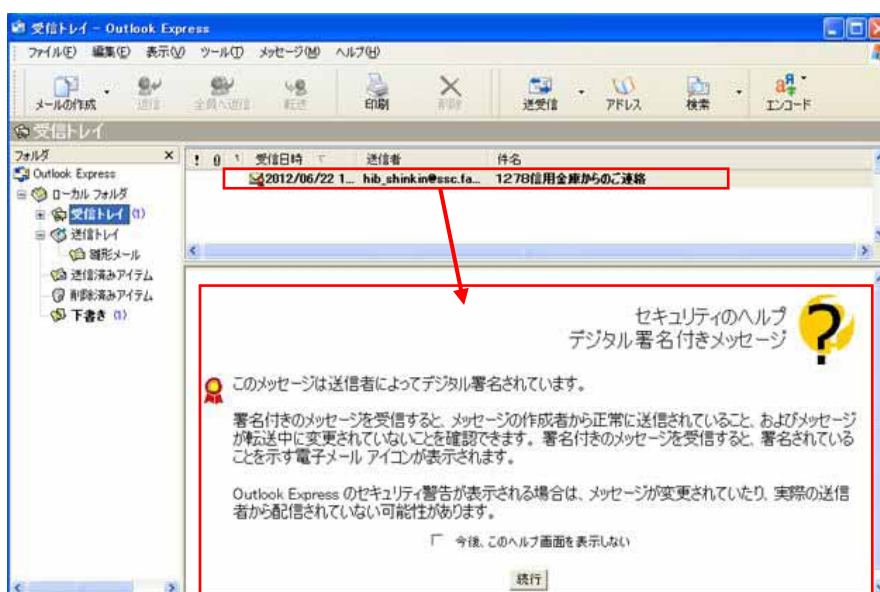 受信トレイ - Outlook Express
ファイル(F) 編集(E) 表示(V) ツール(T) メッセージ(M) ヘルプ(H)
メールの作成 返信 全員へ返信 転送 印刷 削除 送受信 アドレス 検索 エンコード
受信トレイ
フォルダ ×
! 受信日時 送信者 件名
2012/06/22 1... hib_shinkin@ssc.fa... 1278信用金庫からのご連絡
Outlook Express
ローカル フォルダ
受信トレイ (1)
送信トレイ
雛形メール
送信済みアイテム
削除済みアイテム
下書き (1)
セキュリティのヘルプ
デジタル署名付きメッセージ
このメッセージは送信者によってデジタル署名されています。
署名付きのメッセージを受信すると、メッセージの作成者から正常に送信されていること、およびメッセージ
が転送中に変更されていないことを確認できます。署名付きのメッセージを受信すると、署名されている
ことを示す電子メール アイコンが表示されます。
Outlook Express のセキュリティ警告が表示される場合は、メッセージが変更されていたり、実際の送信
者から配信されていない可能性があります。
今後、このヘルプ画面を表示しない
続行